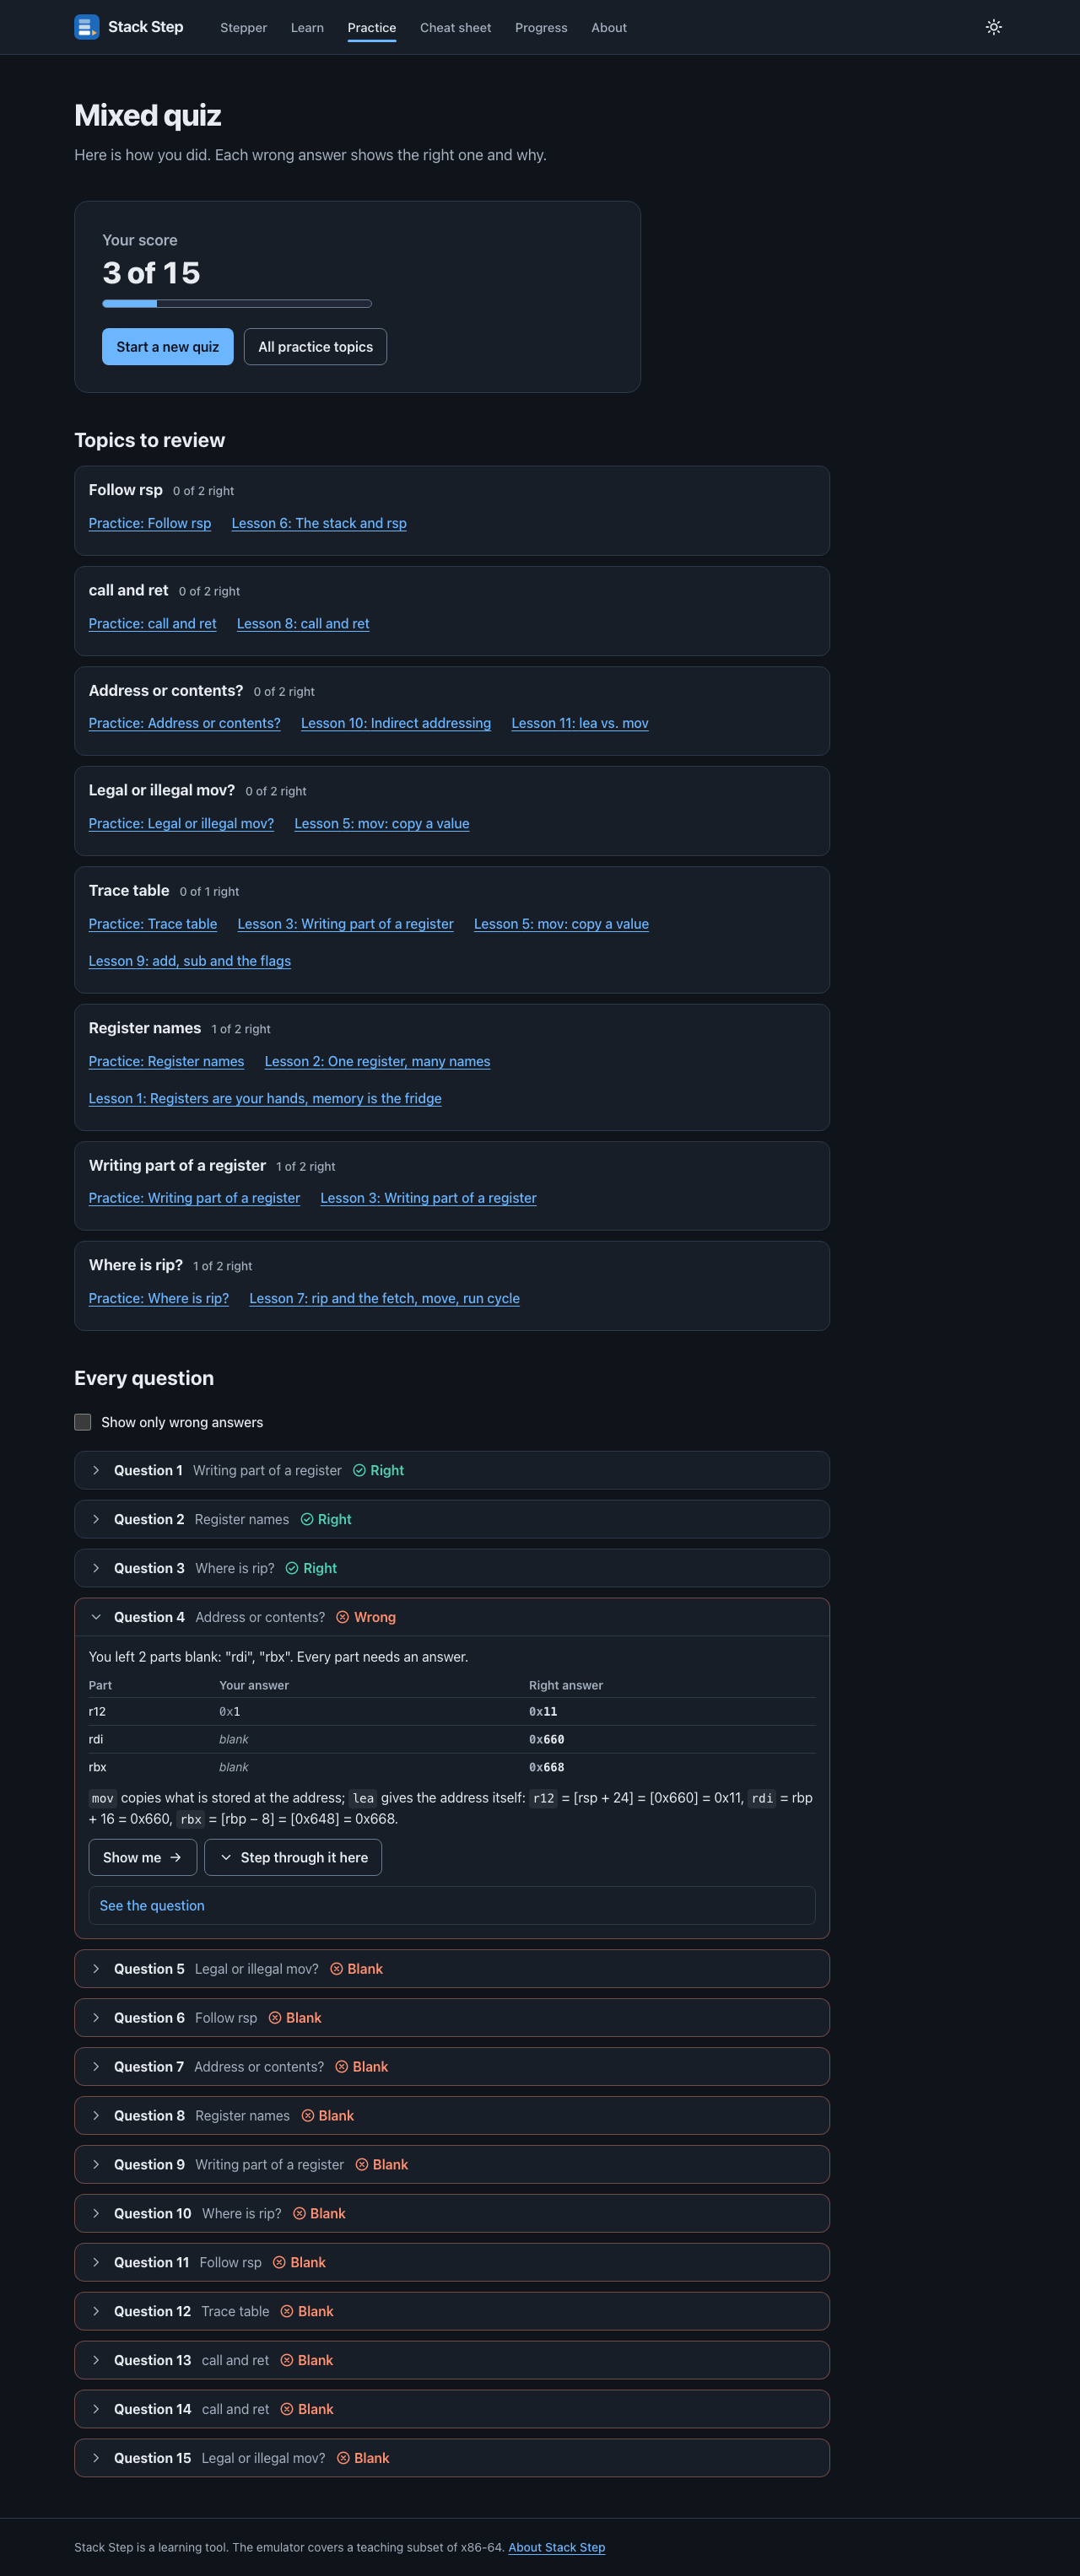 Stack Step Stepper Learn Practice Cheat sheet Progress About
Mixed quiz
Here is how you did. Each wrong answer shows the right one and why.
Your score
3 of 15
Start a new quiz All practice topics
Topics to review
Follow rsp 0 of 2 right
Practice: Follow rsp Lesson 6: The stack and rsp
call and ret 0 of 2 right
Practice: call and ret Lesson 8: call and ret
Address or contents? 0 of 2 right
Practice: Address or contents? Lesson 10: Indirect addressing Lesson 11: lea vs. mov
Legal or illegal mov? 0 of 2 right
Practice: Legal or illegal mov? Lesson 5: mov: copy a value
Trace table 0 of 1 right
Practice: Trace table Lesson 3: Writing part of a register Lesson 5: mov: copy a value
Lesson 9: add, sub and the flags
Register names 1 of 2 right
Practice: Register names Lesson 2: One register, many names
Lesson 1: Registers are your hands, memory is the fridge
Writing part of a register 1 of 2 right
Practice: Writing part of a register Lesson 3: Writing part of a register
Where is rip? 1 of 2 right
Practice: Where is rip? Lesson 7: rip and the fetch, move, run cycle
Every question
Show only wrong answers
Question 1 Writing part of a register Right
Question 2 Register names Right
Question 3 Where is rip? Right
Question 4 Address or contents? Wrong
You left 2 parts blank: "rdi", "rbx". Every part needs an answer.
Part Your answer Right answer
r12 0x1 0x11
rdi blank 0x660
rbx blank 0x668
mov copies what is stored at the address; lea gives the address itself: r12 = [rsp + 24] = [0x660] = 0x11, rdi = rbp
+ 16 = 0x660, rbx = [rbp − 8] = [0x648] = 0x668.
Show me → Step through it here
See the question
Question 5 Legal or illegal mov? Blank
Question 6 Follow rsp Blank
Question 7 Address or contents? Blank
Question 8 Register names Blank
Question 9 Writing part of a register Blank
Question 10 Where is rip? Blank
Question 11 Follow rsp Blank
Question 12 Trace table Blank
Question 13 call and ret Blank
Question 14 call and ret Blank
Question 15 Legal or illegal mov? Blank
Stack Step is a learning tool. The emulator covers a teaching subset of x86-64. About Stack Step